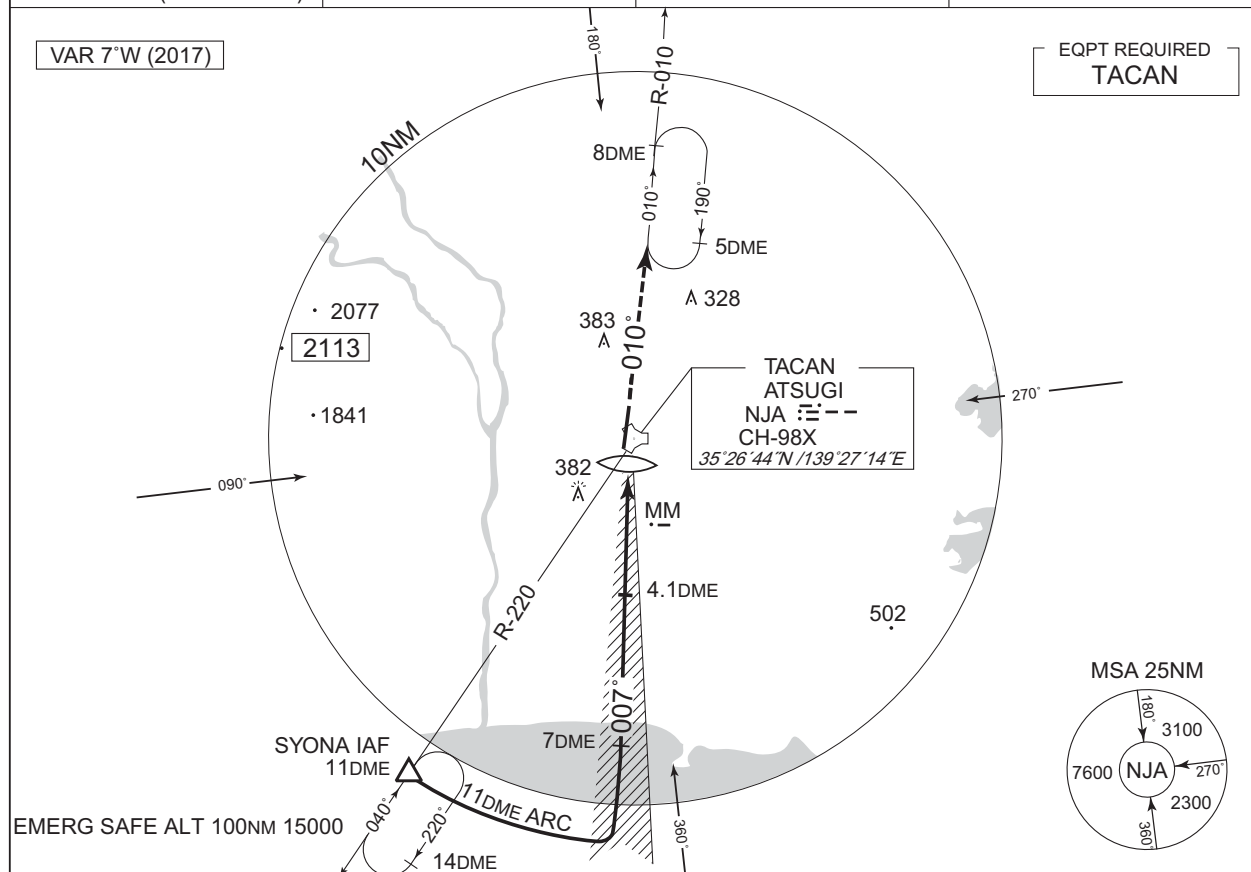 VAR 7°W (2017)
EQPT REQUIRED
TACAN
180°
R-010
10NM
8DME
010°
190°
5DME
2077
2113
1841
383
328
010°
TACAN
ATSUGI
NJA
CH-98X
35°26´44˝N /139°27´14˝E
270°
090°
382
MM
4.1DME
R-220
502
007°
7DME
SYONA IAF
11DME
11DME ARC
040°
220°
14DME
360°
EMERG SAFE ALT 100NM 15000
MSA 25NM
180°
3100
7600
NJA
270°
2300
360°